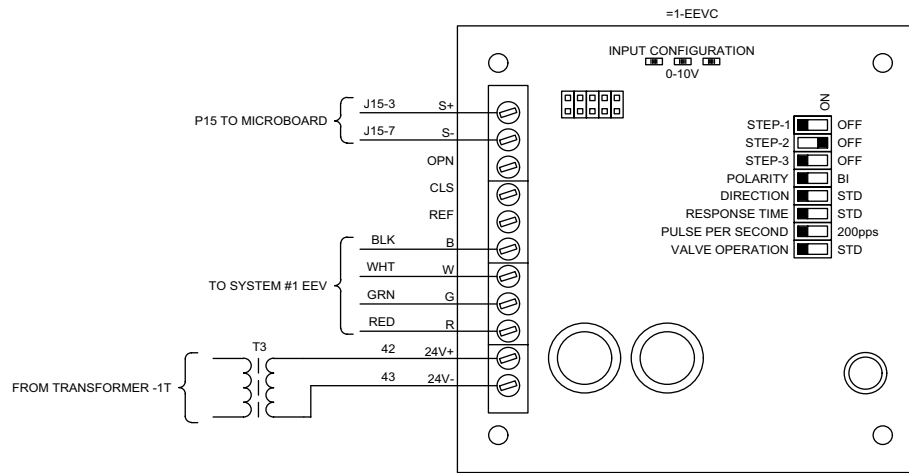 =1-EEVC
INPUT CONFIGURATION
0-10V
P15 TO MICROBOARD
J15-3 S+
J15-7 S-
OPN
CLS
REF
TO SYSTEM #1 EEV
BLK B
WHT W
GRN G
RED R
T3
FROM TRANSFORMER -1T
42 24V+
43 24V-
ON
STEP-1 OFF
STEP-2 OFF
STEP-3 OFF
POLARITY BI
DIRECTION STD
RESPONSE TIME STD
PULSE PER SECOND 200pps
VALVE OPERATION STD